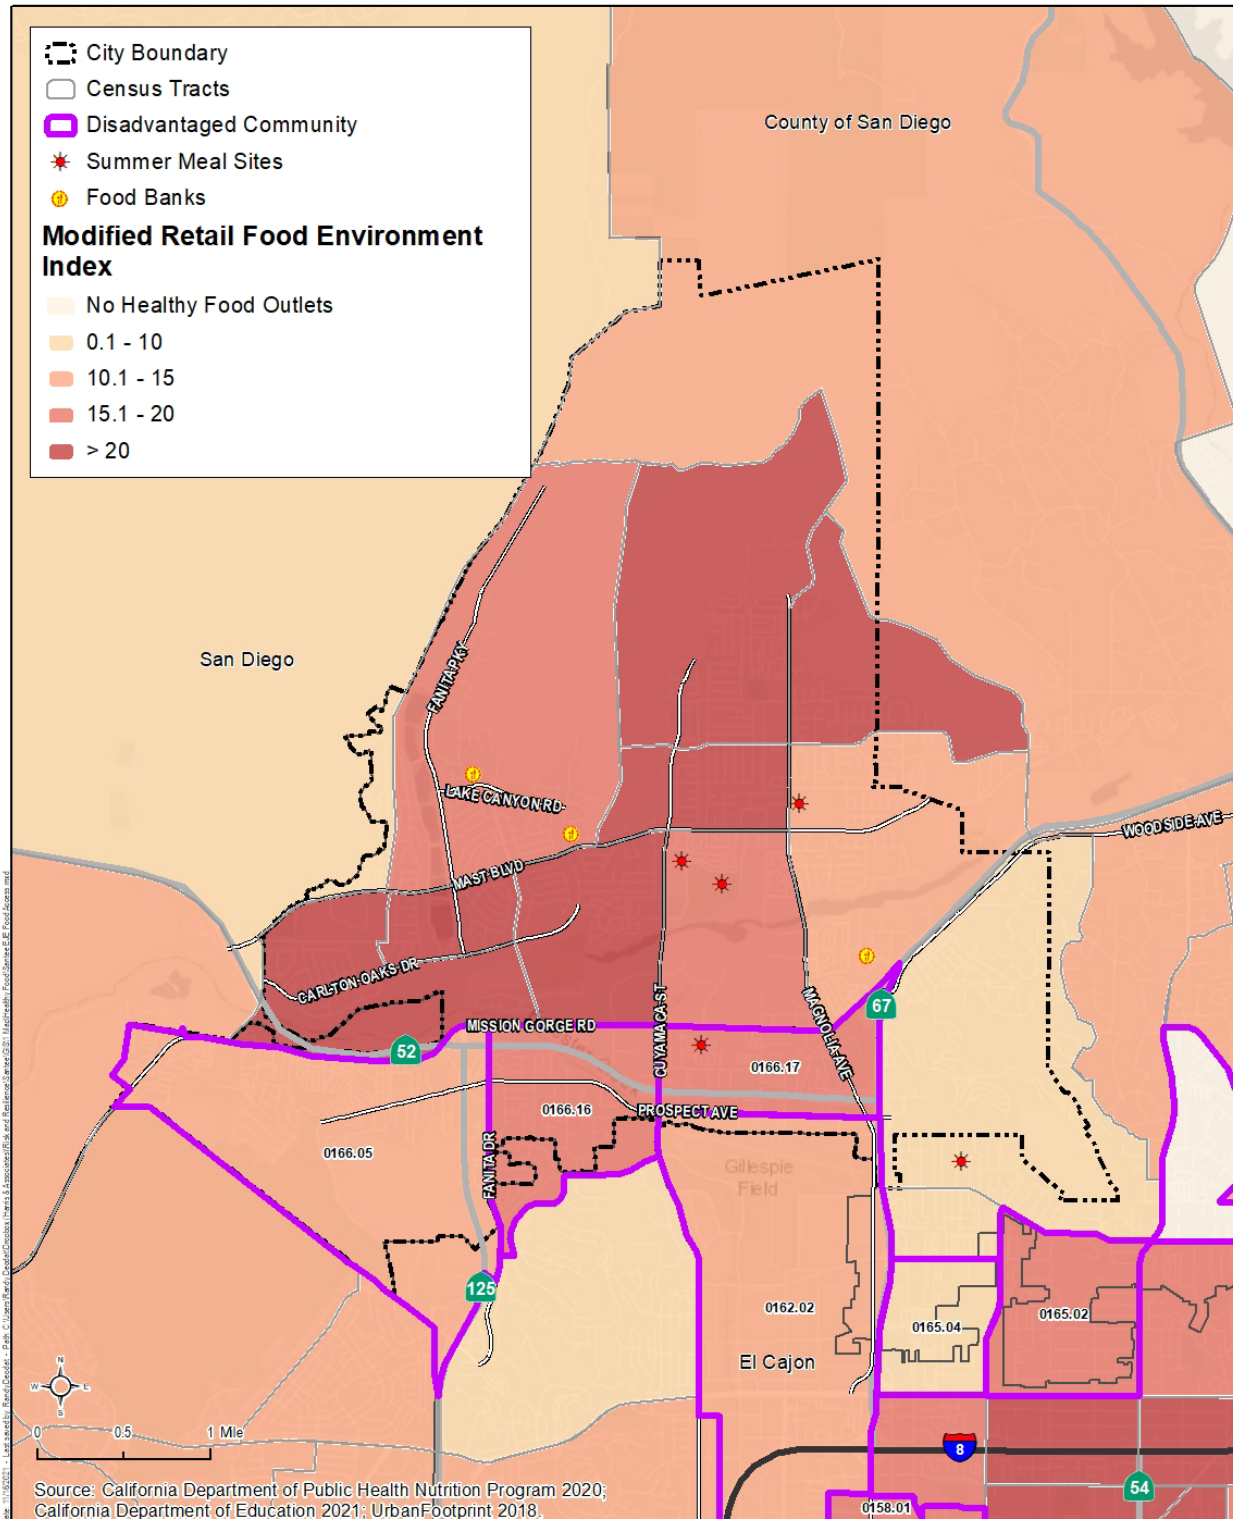 City Boundary
Census Tracts
Disadvantaged Community
Summer Meal Sites
Food Banks
Modified Retail Food Environment
Index
No Healthy Food Outlets
0.1 - 10
10.1 - 15
15.1 - 20
> 20
County of San Diego
San Diego
FANITA PKY
LAKE CANYON RD
MAST BLVD
WOODSIDE AVE
CARLTON OAKS DR
CUYAMACA ST
MAGNOLIA AVE
67
MISSION GORGE RD
52
0166.17
0166.16
PROSPECT AVE
0166.05
FANITA DR
Gillespie
Field
125
0162.02
0165.04
0165.02
El Cajon
N
W E
S
0 0.5 1 Mile
8
54
0158.01
Source: California Department of Public Health Nutrition Program 2020;
California Department of Education 2021; UrbanFootprint 2018.